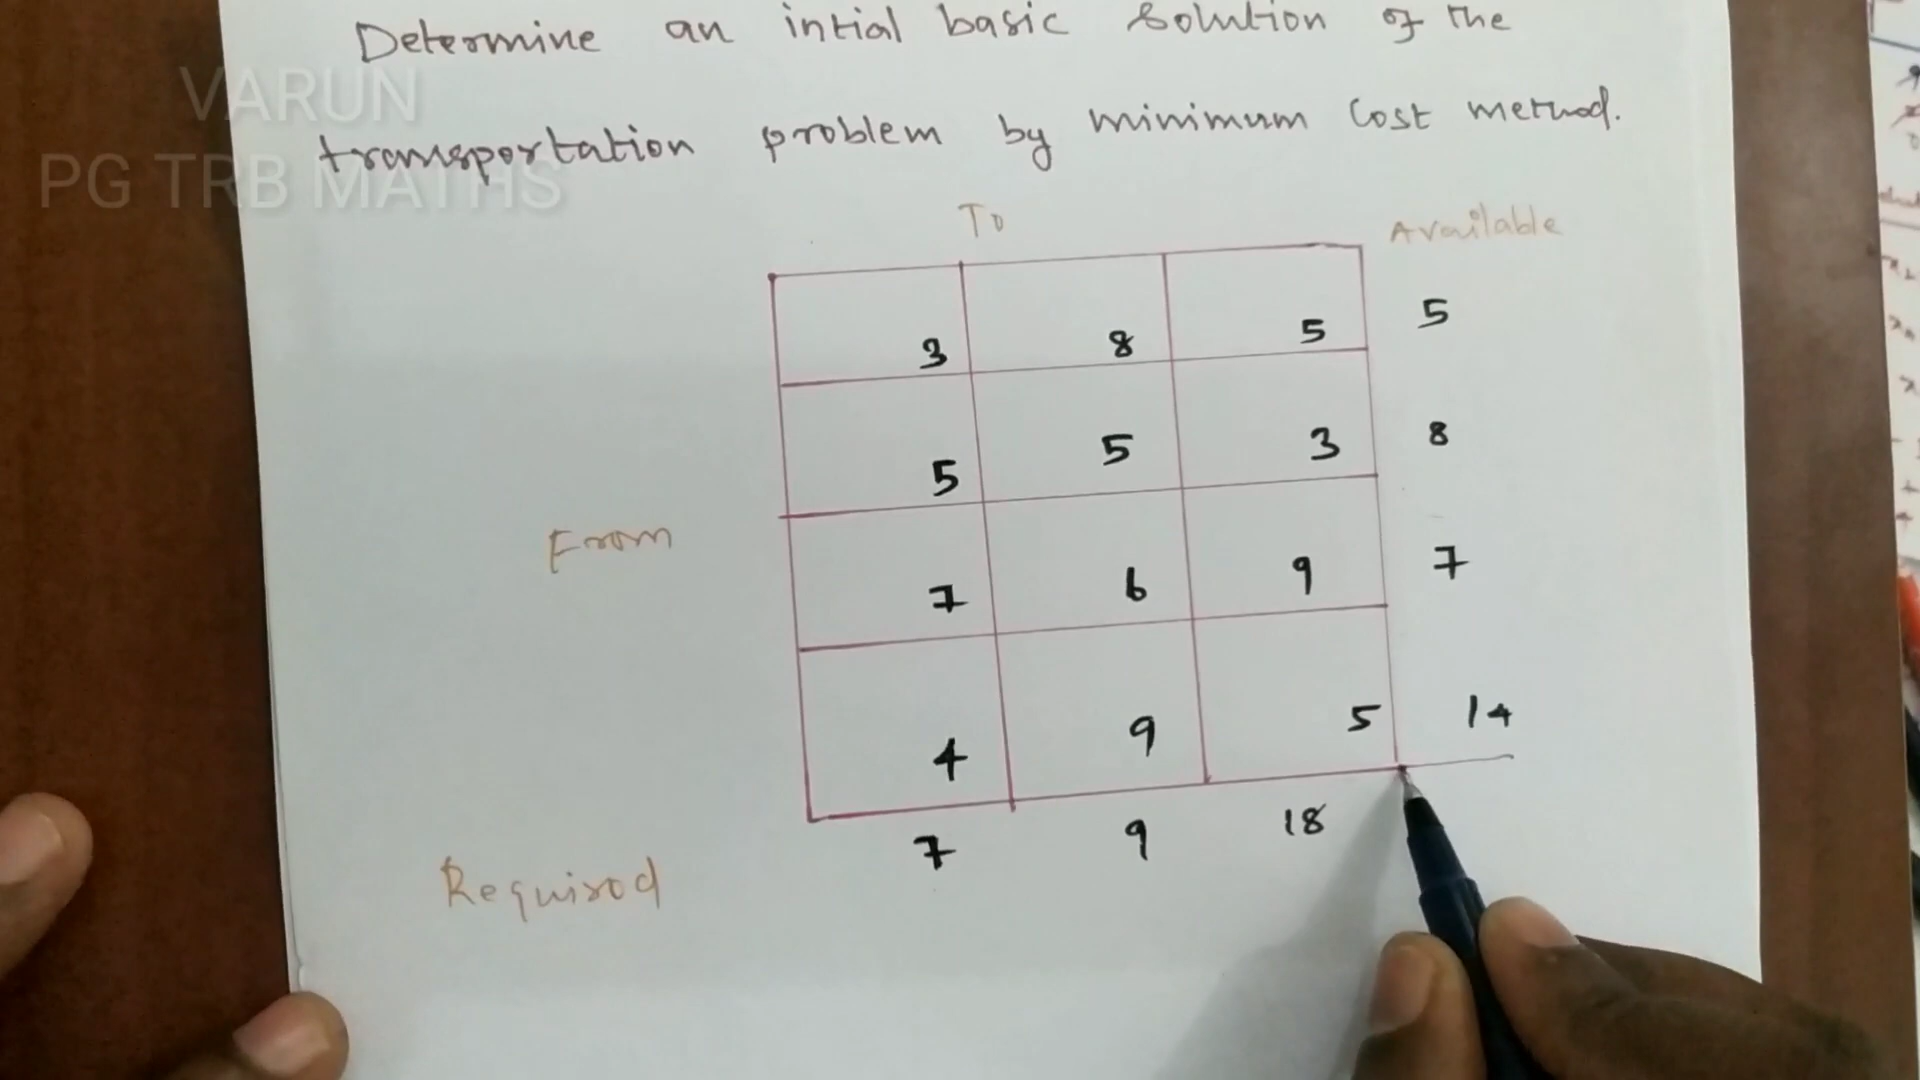 Determine an intial basic solution of the
VARUN
transportation problem by minimum cost method.
PG TRB MATHS
To Available
3 8 5 5
5 5 3 8
From
7 6 9 7
4 9 5 14
7 9 18
Required